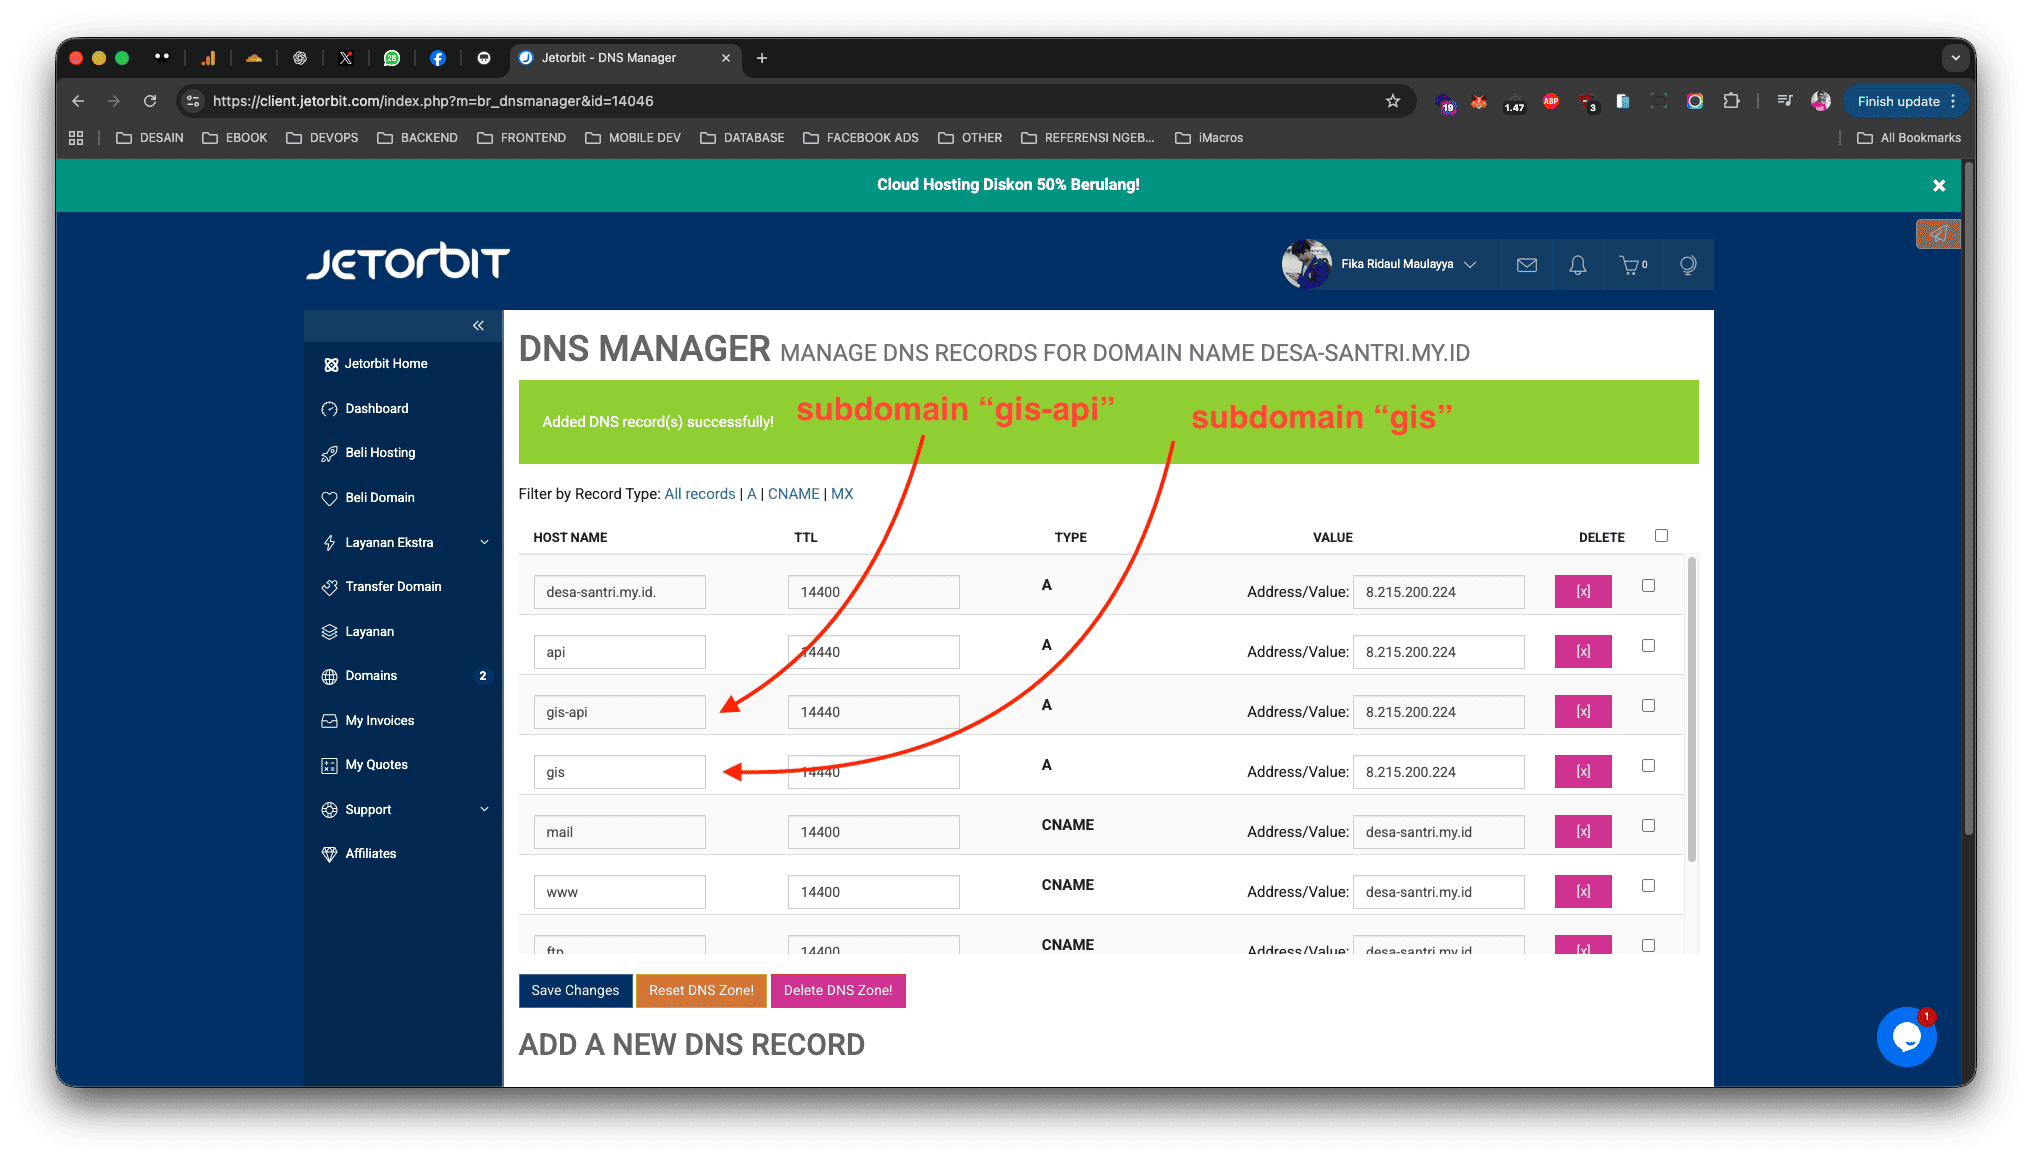 Jetorbit - DNS Manager
https://client.jetorbit.com/index.php?m=br_dnsmanager&id=14046
28
19
1.47
ABP
3
Finish update
DESAIN
EBOOK
DEVOPS
BACKEND
FRONTEND
MOBILE DEV
DATABASE
FACEBOOK ADS
OTHER
REFERENSI NGEB...
iMacros
All Bookmarks
Cloud Hosting Diskon 50% Berulang!
JETORBIT
Fika Ridaul Maulayya
0
Jetorbit Home
Dashboard
Beli Hosting
Beli Domain
Layanan Ekstra
Transfer Domain
Layanan
Domains 2
My Invoices
My Quotes
Support
Affiliates
DNS MANAGER MANAGE DNS RECORDS FOR DOMAIN NAME DESA-SANTRI.MY.ID
Added DNS record(s) successfully!
subdomain “gis-api”
subdomain “gis”
Filter by Record Type: All records | A | CNAME | MX
HOST NAME TTL TYPE VALUE DELETE
desa-santri.my.id. 14400 A Address/Value: 8.215.200.224 [x]
api 14440 A Address/Value: 8.215.200.224 [x]
gis-api 14440 A Address/Value: 8.215.200.224 [x]
gis 14440 A Address/Value: 8.215.200.224 [x]
mail 14400 CNAME Address/Value: desa-santri.my.id [x]
www 14400 CNAME Address/Value: desa-santri.my.id [x]
ftp 14400 CNAME Address/Value: desa-santri.my.id [x]
Save Changes
Reset DNS Zone!
Delete DNS Zone!
ADD A NEW DNS RECORD
1